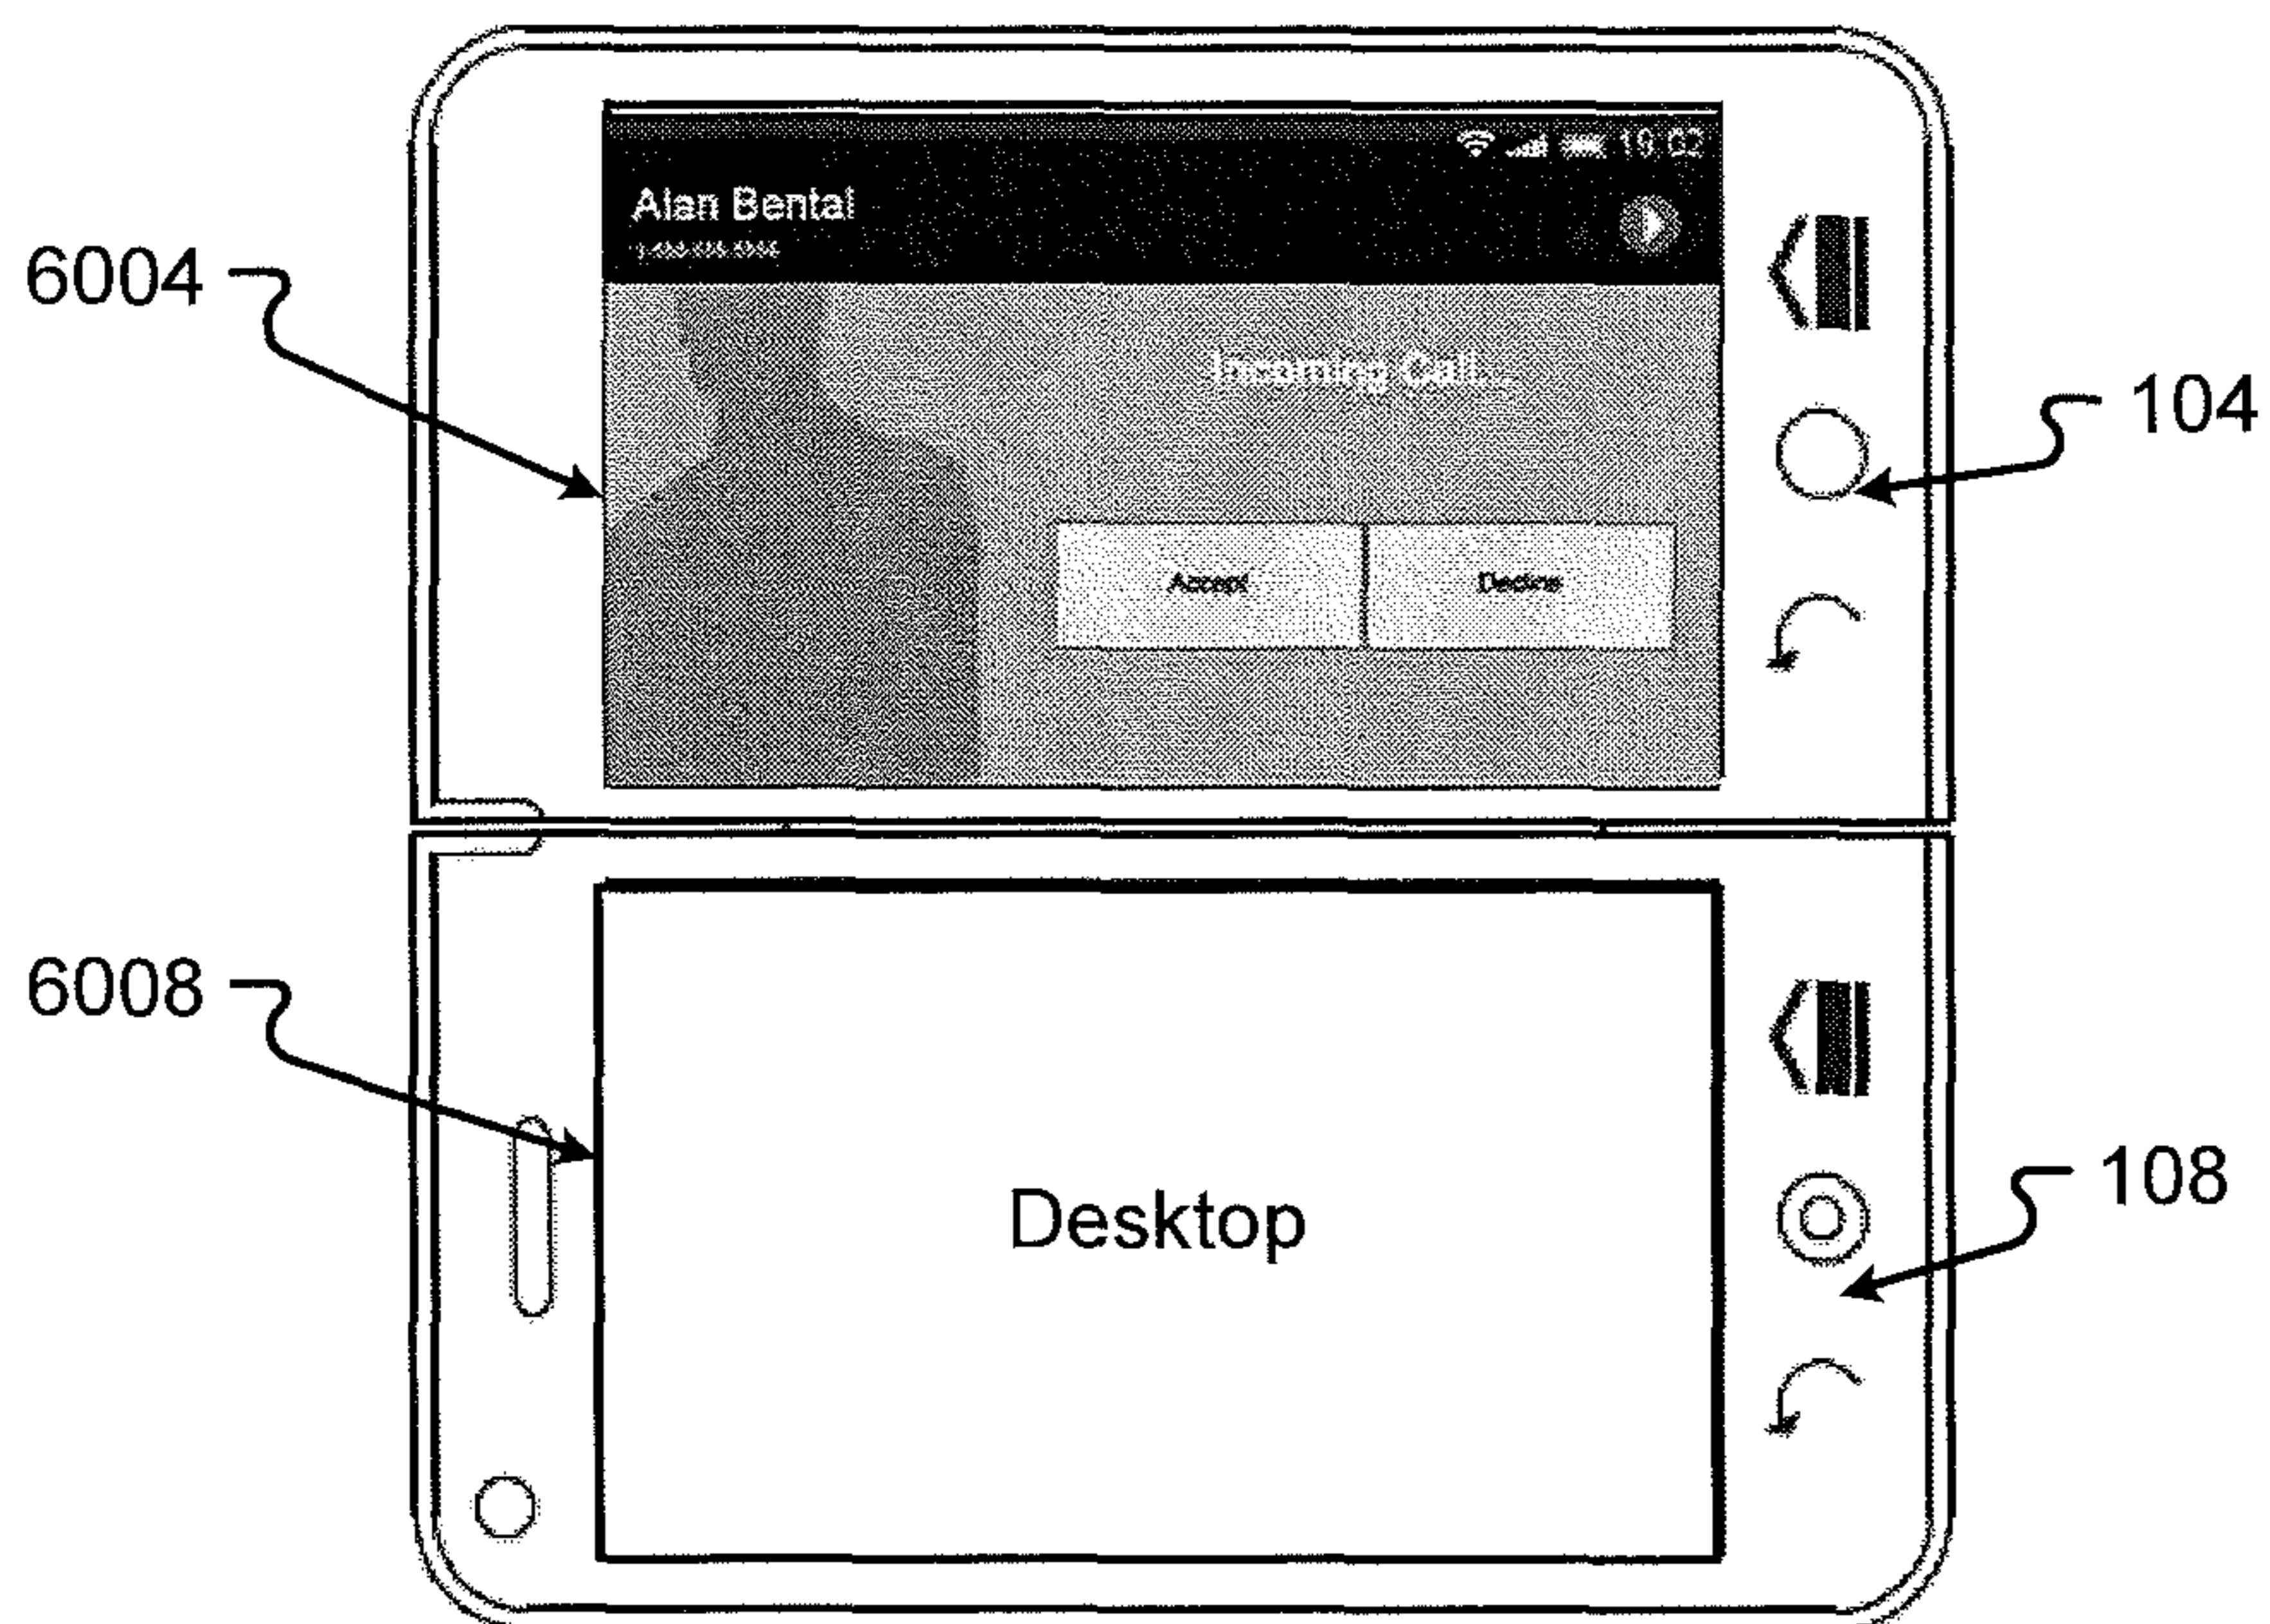 Alan Bental
6004
Incoming Call...
104
Accept
Decline
6008
Desktop
108